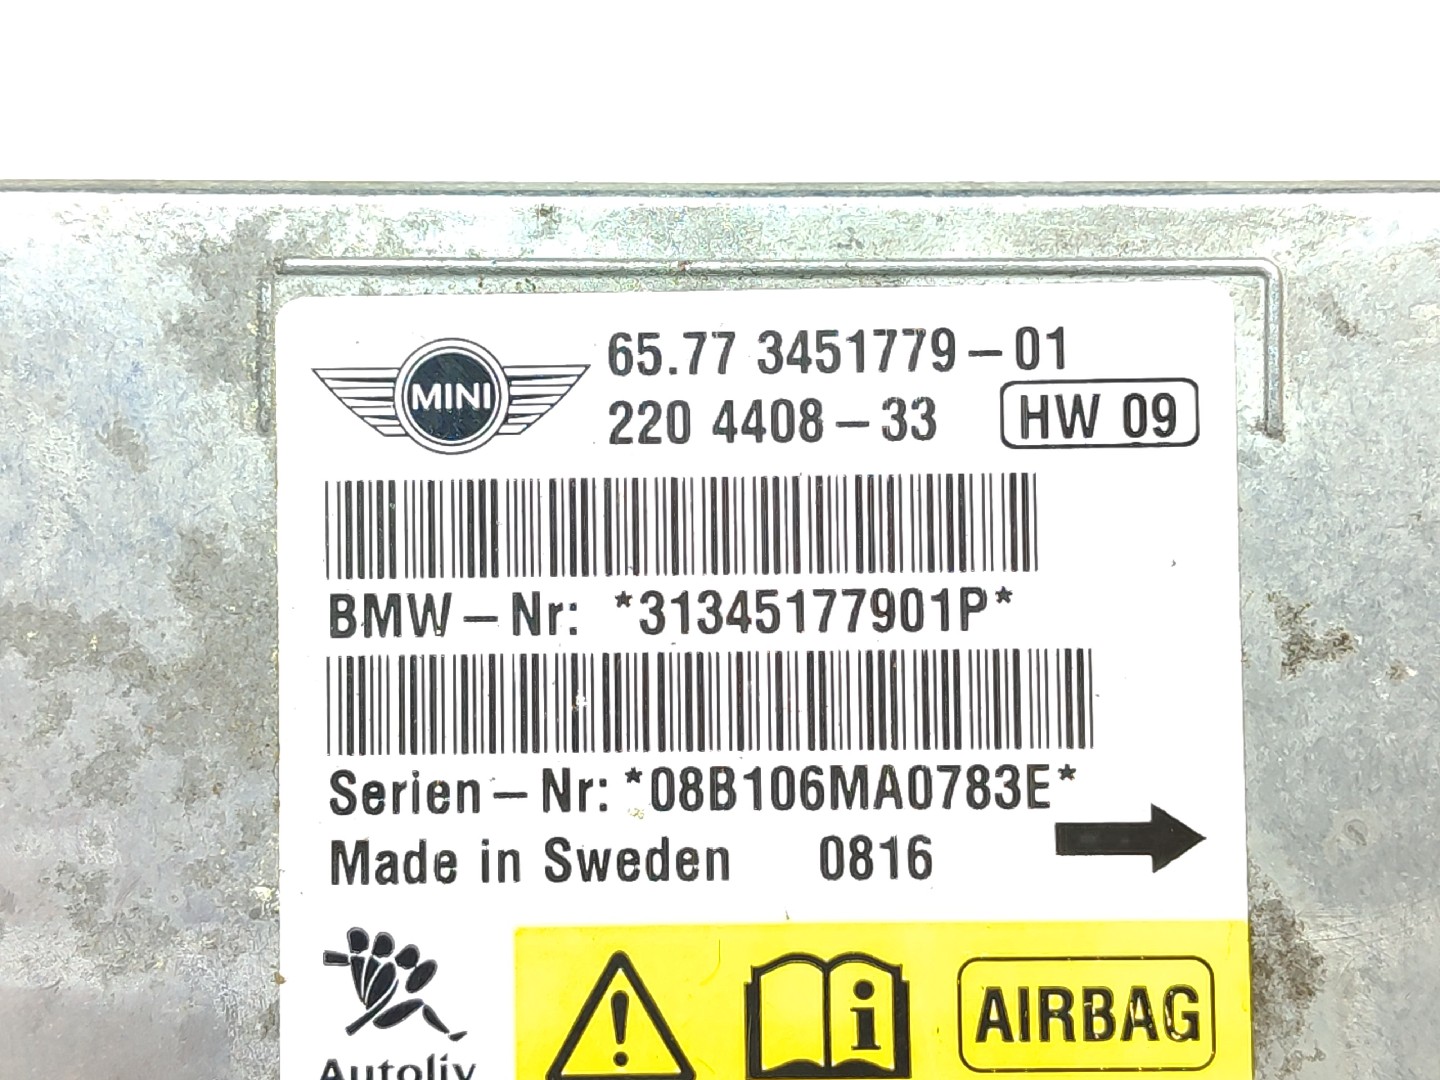 MINI
65.77 3451779-01
220 4408-33 HW 09
BMW-Nr: *31345177901P*
Serien-Nr: *08B106MA0783E*
Made in Sweden 0816
Autoliv
AIRBAG